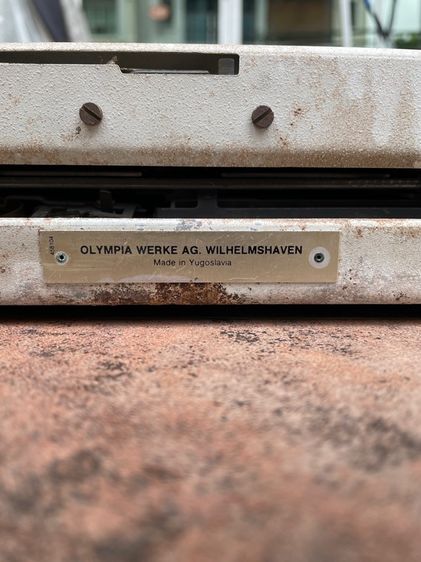 OLYMPIA WERKE AG. WILHELMSHAVEN
Made in Yugoslavia